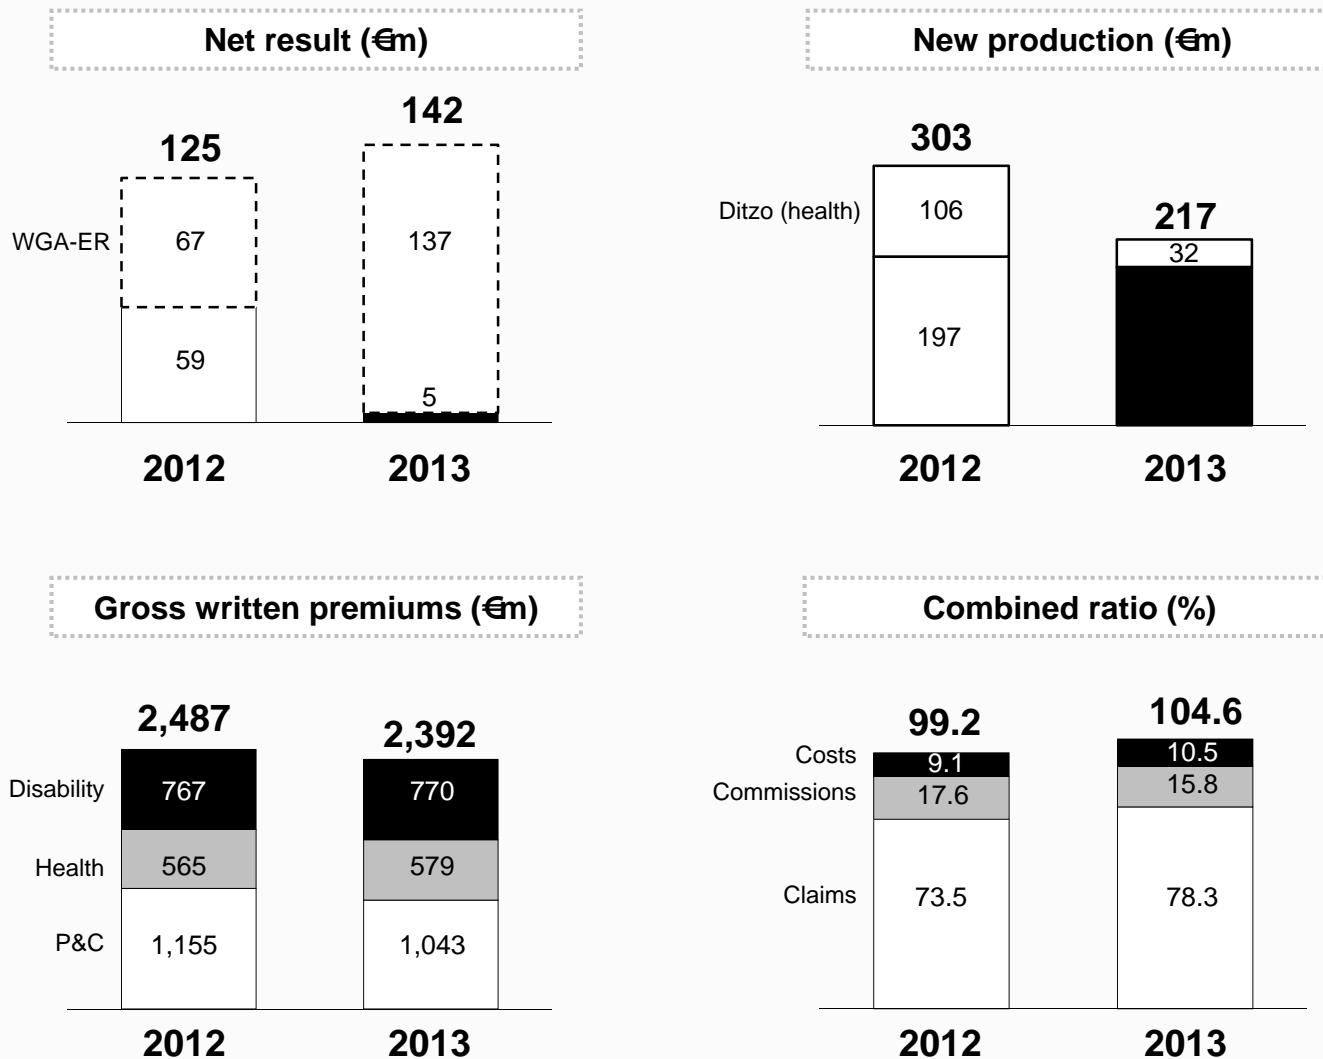 Net result (€m)
125
142
WGA-ER
67
137
59
5
2012
2013
New production (€m)
303
217
Ditzo (health)
106
32
197
2012
2013
Gross written premiums (€m)
2,487
2,392
Disability
767
770
Health
565
579
P&C
1,155
1,043
2012
2013
Combined ratio (%)
99.2
104.6
Costs
9.1
10.5
Commissions
17.6
15.8
Claims
73.5
78.3
2012
2013